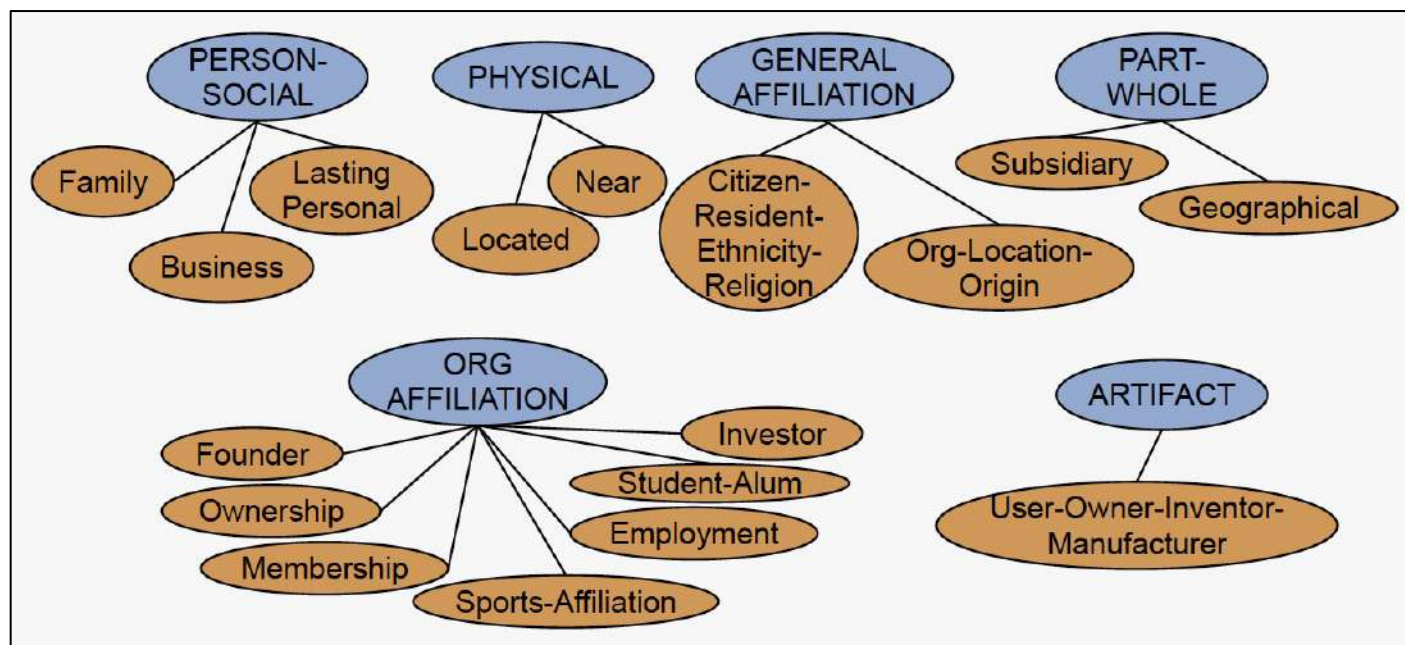 PERSON-
SOCIAL
PHYSICAL
GENERAL
AFFILIATION
PART-
WHOLE
Family
Lasting
Personal
Business
Near
Located
Citizen-
Resident-
Ethnicity-
Religion
Org-Location-
Origin
Subsidiary
Geographical
ORG
AFFILIATION
ARTIFACT
Founder
Ownership
Membership
Sports-Affiliation
Investor
Student-Alum
Employment
User-Owner-Inventor-
Manufacturer